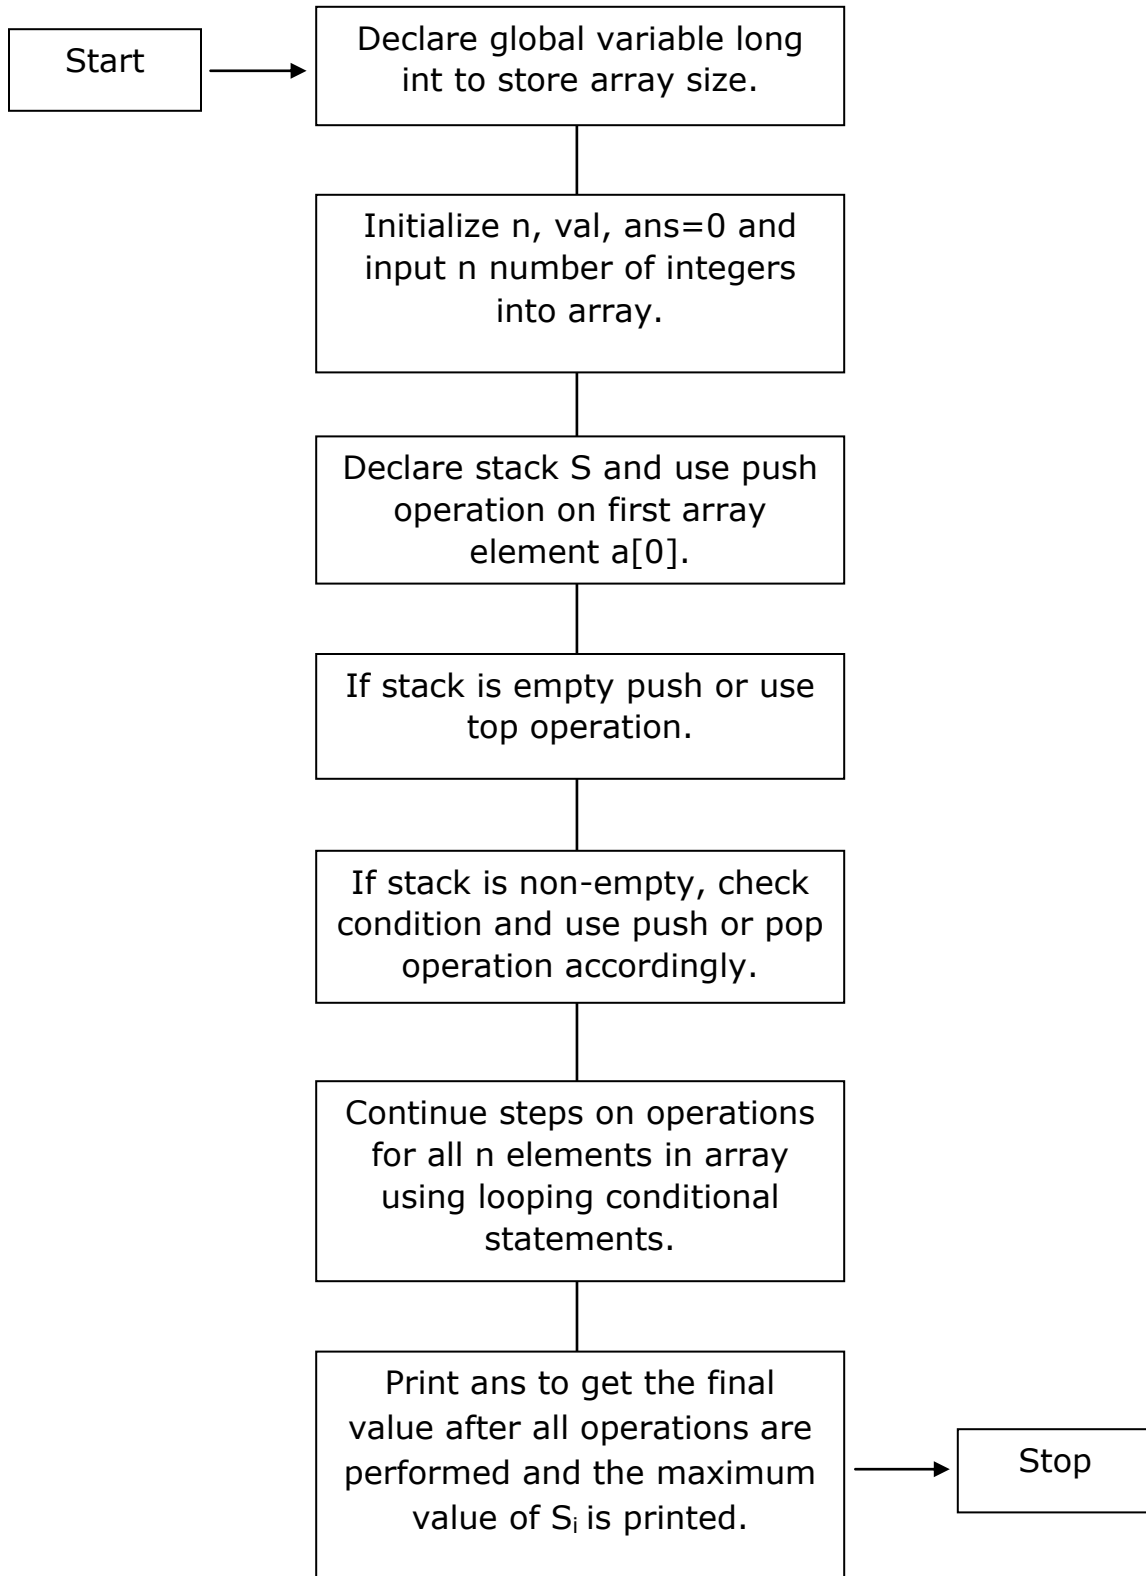 Start
Declare global variable long
int to store array size.
Initialize n, val, ans=0 and
input n number of integers
into array.
Declare stack S and use push
operation on first array
element a[0].
If stack is empty push or use
top operation.
If stack is non-empty, check
condition and use push or pop
operation accordingly.
Continue steps on operations
for all n elements in array
using looping conditional
statements.
Print ans to get the final
value after all operations are
performed and the maximum
value of Si is printed.
Stop